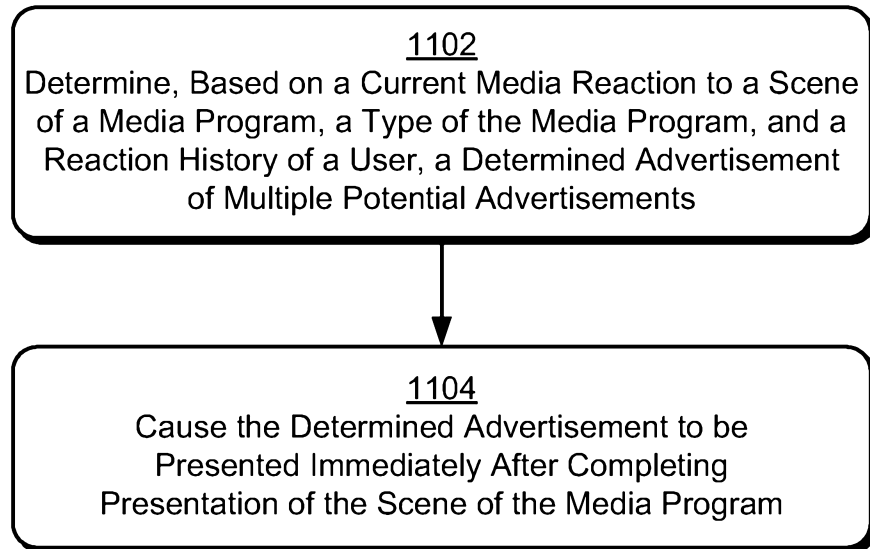 1102
Determine, Based on a Current Media Reaction to a Scene
of a Media Program, a Type of the Media Program, and a
Reaction History of a User, a Determined Advertisement
of Multiple Potential Advertisements
1104
Cause the Determined Advertisement to be
Presented Immediately After Completing
Presentation of the Scene of the Media Program